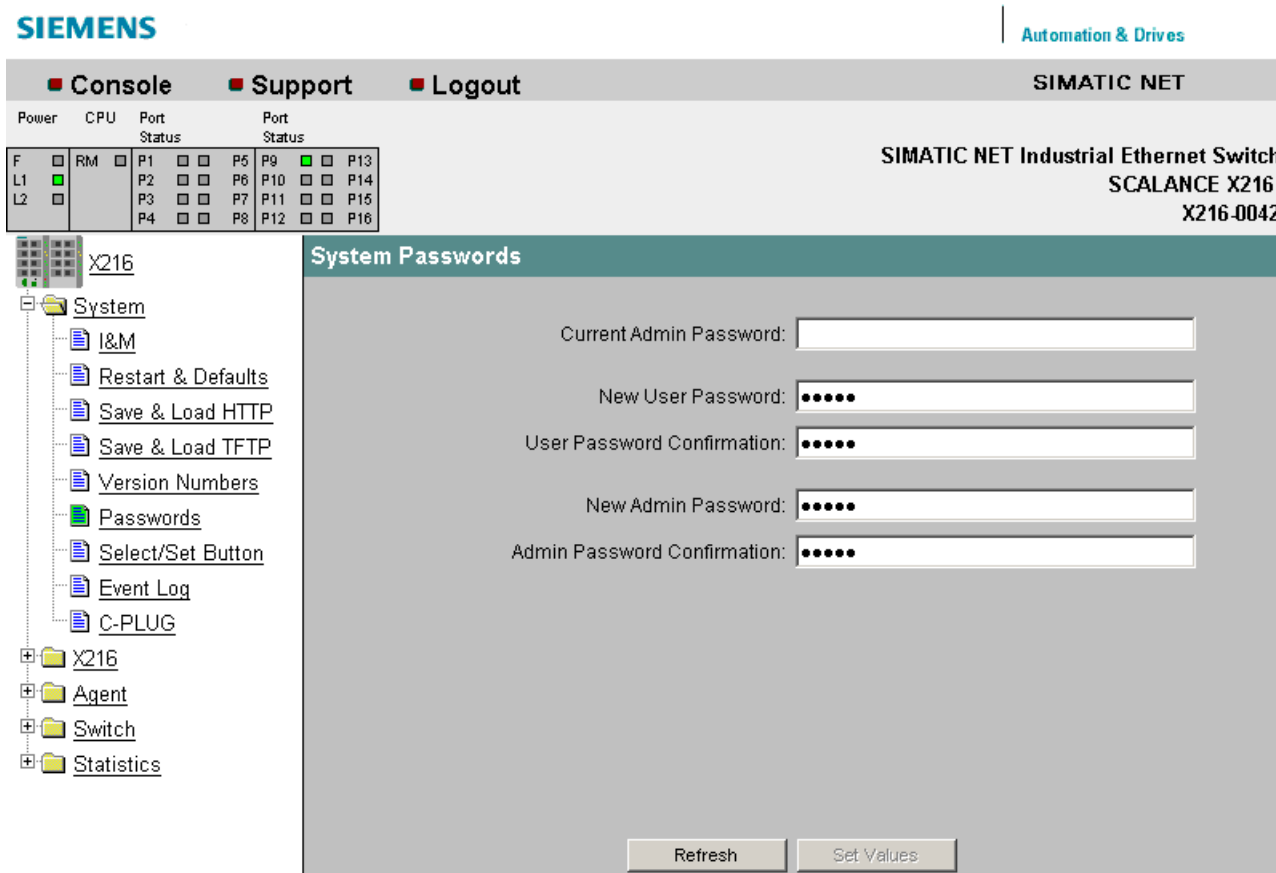 SIEMENS
Automation & Drives
Console Support Logout SIMATIC NET
Power CPU Port Status Port Status
F RM P1 P5 P9 P13
L1 P2 P6 P10 P14
L2 P3 P7 P11 P15
P4 P8 P12 P16
SIMATIC NET Industrial Ethernet Switch
SCALANCE X216
X216-0042
X216
System
I&M
Restart & Defaults
Save & Load HTTP
Save & Load TFTP
Version Numbers
Passwords
Select/Set Button
Event Log
C-PLUG
X216
Agent
Switch
Statistics
System Passwords
Current Admin Password:
New User Password: •••••
User Password Confirmation: •••••
New Admin Password: •••••
Admin Password Confirmation: •••••
Refresh Set Values